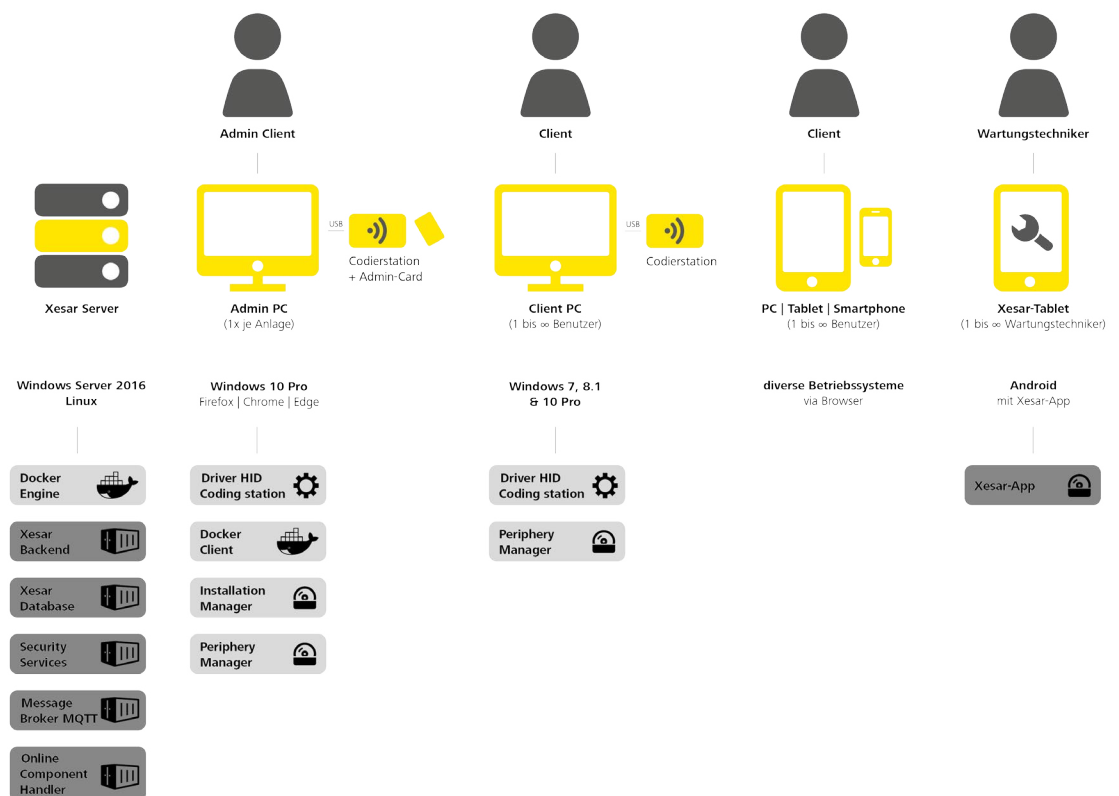 Admin Client
Client
Client
Wartungstechniker
USB
Codierstation
+ Admin-Card
USB
Codierstation
Xesar Server
Admin PC
(1x je Anlage)
Client PC
(1 bis ∞ Benutzer)
PC | Tablet | Smartphone
(1 bis ∞ Benutzer)
Xesar-Tablet
(1 bis ∞ Wartungstechniker)
Windows Server 2016
Linux
Windows 10 Pro
Firefox | Chrome | Edge
Windows 7, 8.1
& 10 Pro
diverse Betriebssysteme
via Browser
Android
mit Xesar-App
Docker
Engine
Xesar
Backend
Xesar
Database
Security
Services
Message
Broker MQTT
Online
Component
Handler
Driver HID
Coding station
Docker
Client
Installation
Manager
Periphery
Manager
Driver HID
Coding station
Periphery
Manager
Xesar-App